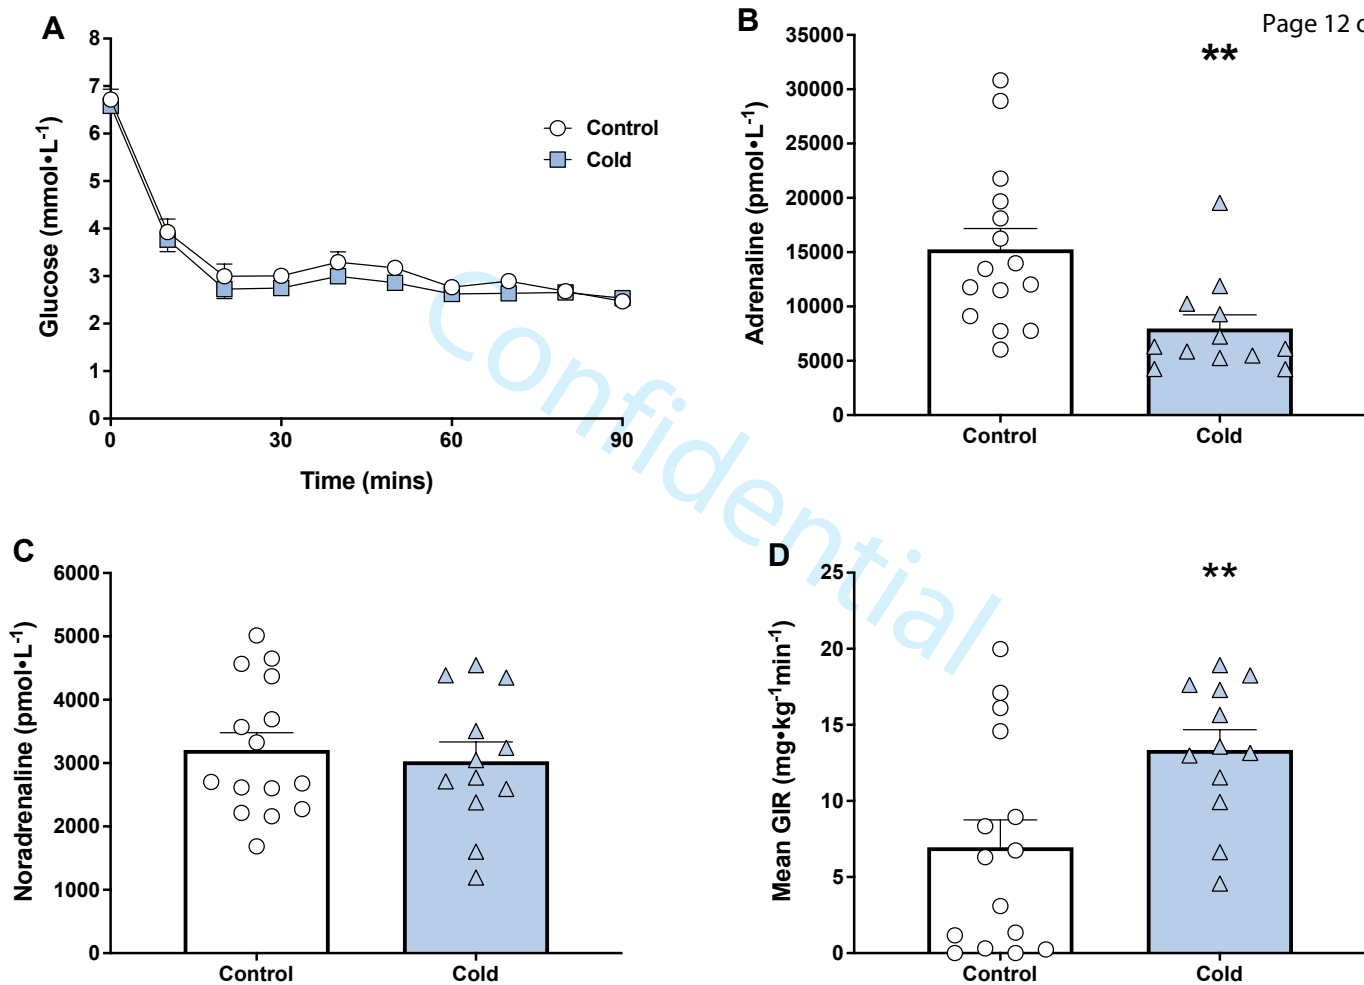 Page 12 o
A
8
7
6
5
4
3
2
1
0
Glucose (mmol•L-1)
0
30
60
90
Time (mins)
Control
Cold
B
35000
30000
25000
20000
15000
10000
5000
0
Adrenaline (pmol•L-1)
**
Control
Cold
C
6000
5000
4000
3000
2000
1000
0
Noradrenaline (pmol•L-1)
Control
Cold
D
25
20
15
10
5
0
Mean GIR (mg•kg-1min-1)
**
Control
Cold
Confidential